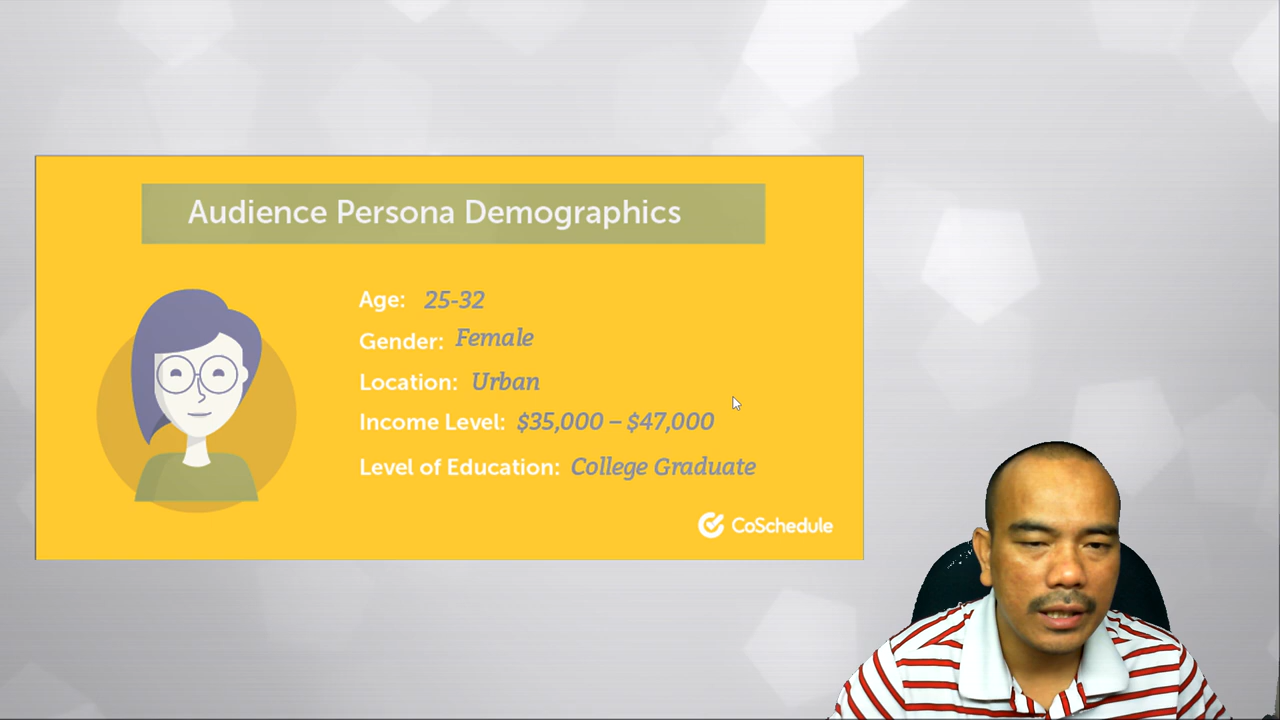 Audience Persona Demographics
Age: 25-32
Gender: Female
Location: Urban
Income Level: $35,000 – $47,000
Level of Education: College Graduate
CoSchedule